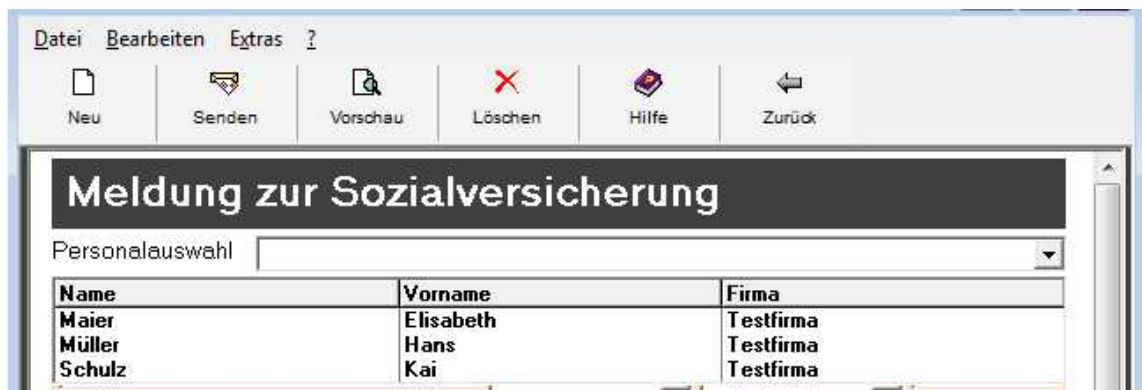 Datei Bearbeiten Extras ?
Neu Senden Vorschau Löschen Hilfe Zurück
Meldung zur Sozialversicherung
Personalauswahl
Name Vorname Firma
Maier Elisabeth Testfirma
Müller Hans Testfirma
Schulz Kai Testfirma